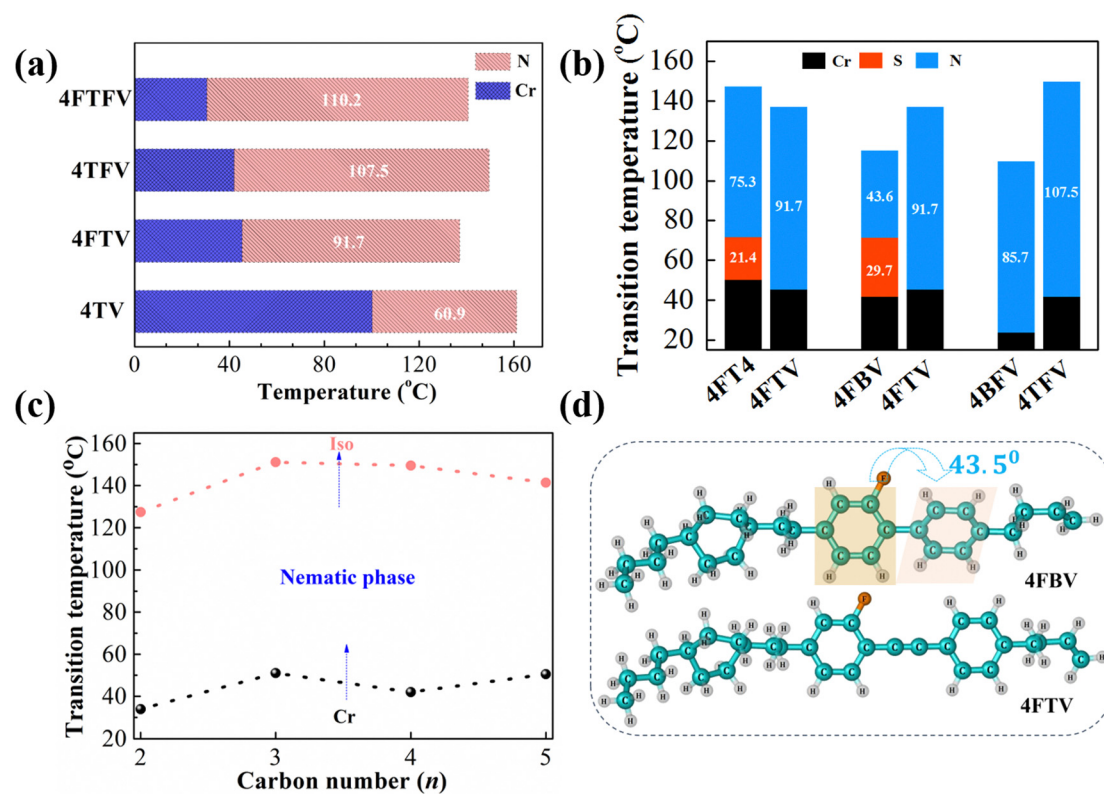 (a)
N
Cr
4FTFV
110.2
4TFV
107.5
4FTV
91.7
4TV
60.9
0
40
80
120
160
Temperature (°C)
(b)
Transition temperature (°C)
Cr S N
160
140
120
100
80
60
40
20
75.3
21.4
91.7
43.6
29.7
91.7
85.7
107.5
4FT4
4FTV
4FBV
4FTV
4BFV
4TFV
(c)
Transition temperature (°C)
160
140
120
100
80
60
40
20
Iso
Nematic phase
Cr
2
3
4
5
Carbon number (n)
(d)
43.5⁰
F
4FBV
F
4FTV